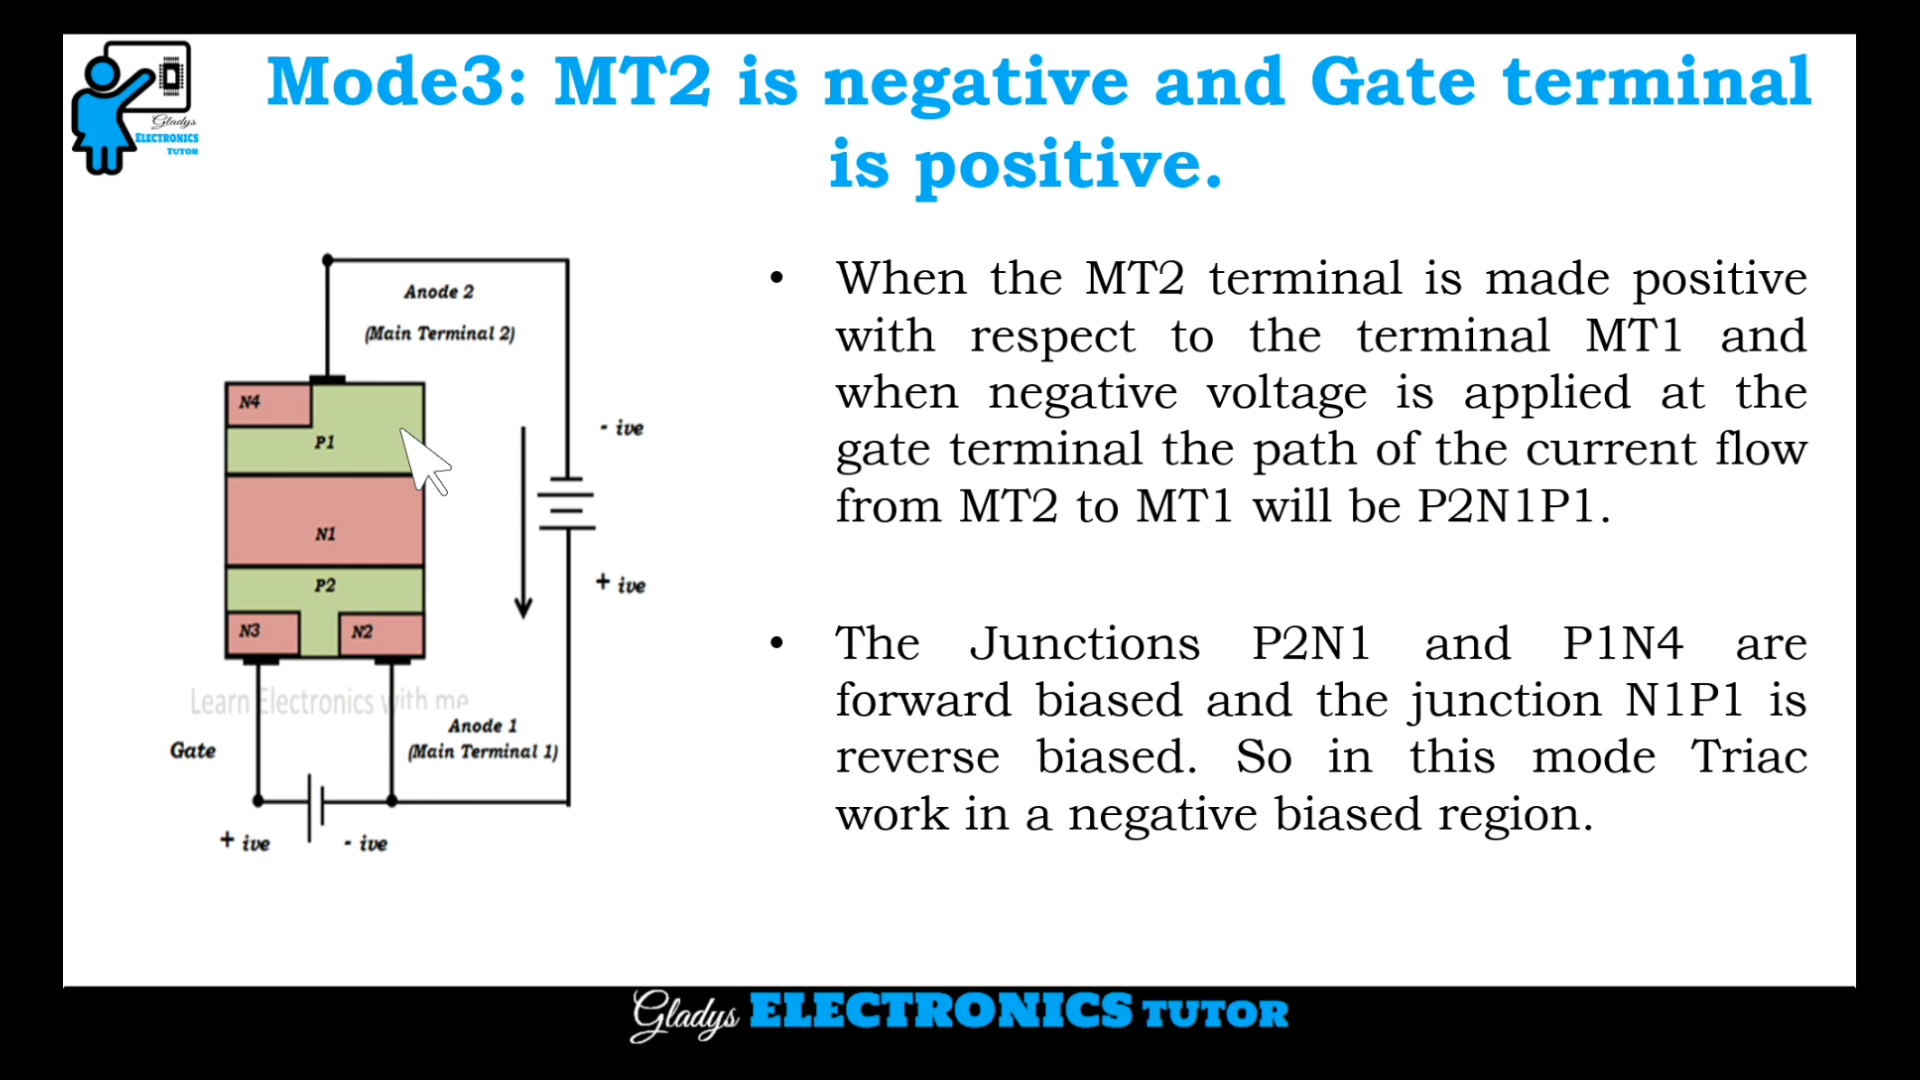 Gladys
ELECTRONICS
TUTOR
Mode3: MT2 is negative and Gate terminal
is positive.
Anode 2
(Main Terminal 2)
N4
P1
N1
P2
N3
N2
- ive
+ ive
Learn Electronics with me
Anode 1
(Main Terminal 1)
Gate
+ ive
- ive
• When the MT2 terminal is made positive
with respect to the terminal MT1 and
when negative voltage is applied at the
gate terminal the path of the current flow
from MT2 to MT1 will be P2N1P1.
• The Junctions P2N1 and P1N4 are
forward biased and the junction N1P1 is
reverse biased. So in this mode Triac
work in a negative biased region.
Gladys ELECTRONICS TUTOR